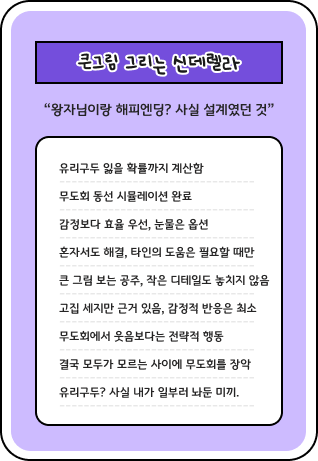 큰그림 그리는 신데렐라
“왕자님이랑 해피엔딩? 사실 설계였던 것”
유리구두 잃을 확률까지 계산함
무도회 동선 시뮬레이션 완료
감정보다 효율 우선, 눈물은 옵션
혼자서도 해결, 타인의 도움은 필요할 때만
큰 그림 보는 공주, 작은 디테일도 놓치지 않음
고집 세지만 근거 있음, 감정적 반응은 최소
무도회에서 웃음보다는 전략적 행동
결국 모두가 모르는 사이에 무도회를 장악
유리구두? 사실 내가 일부러 놔둔 미끼.